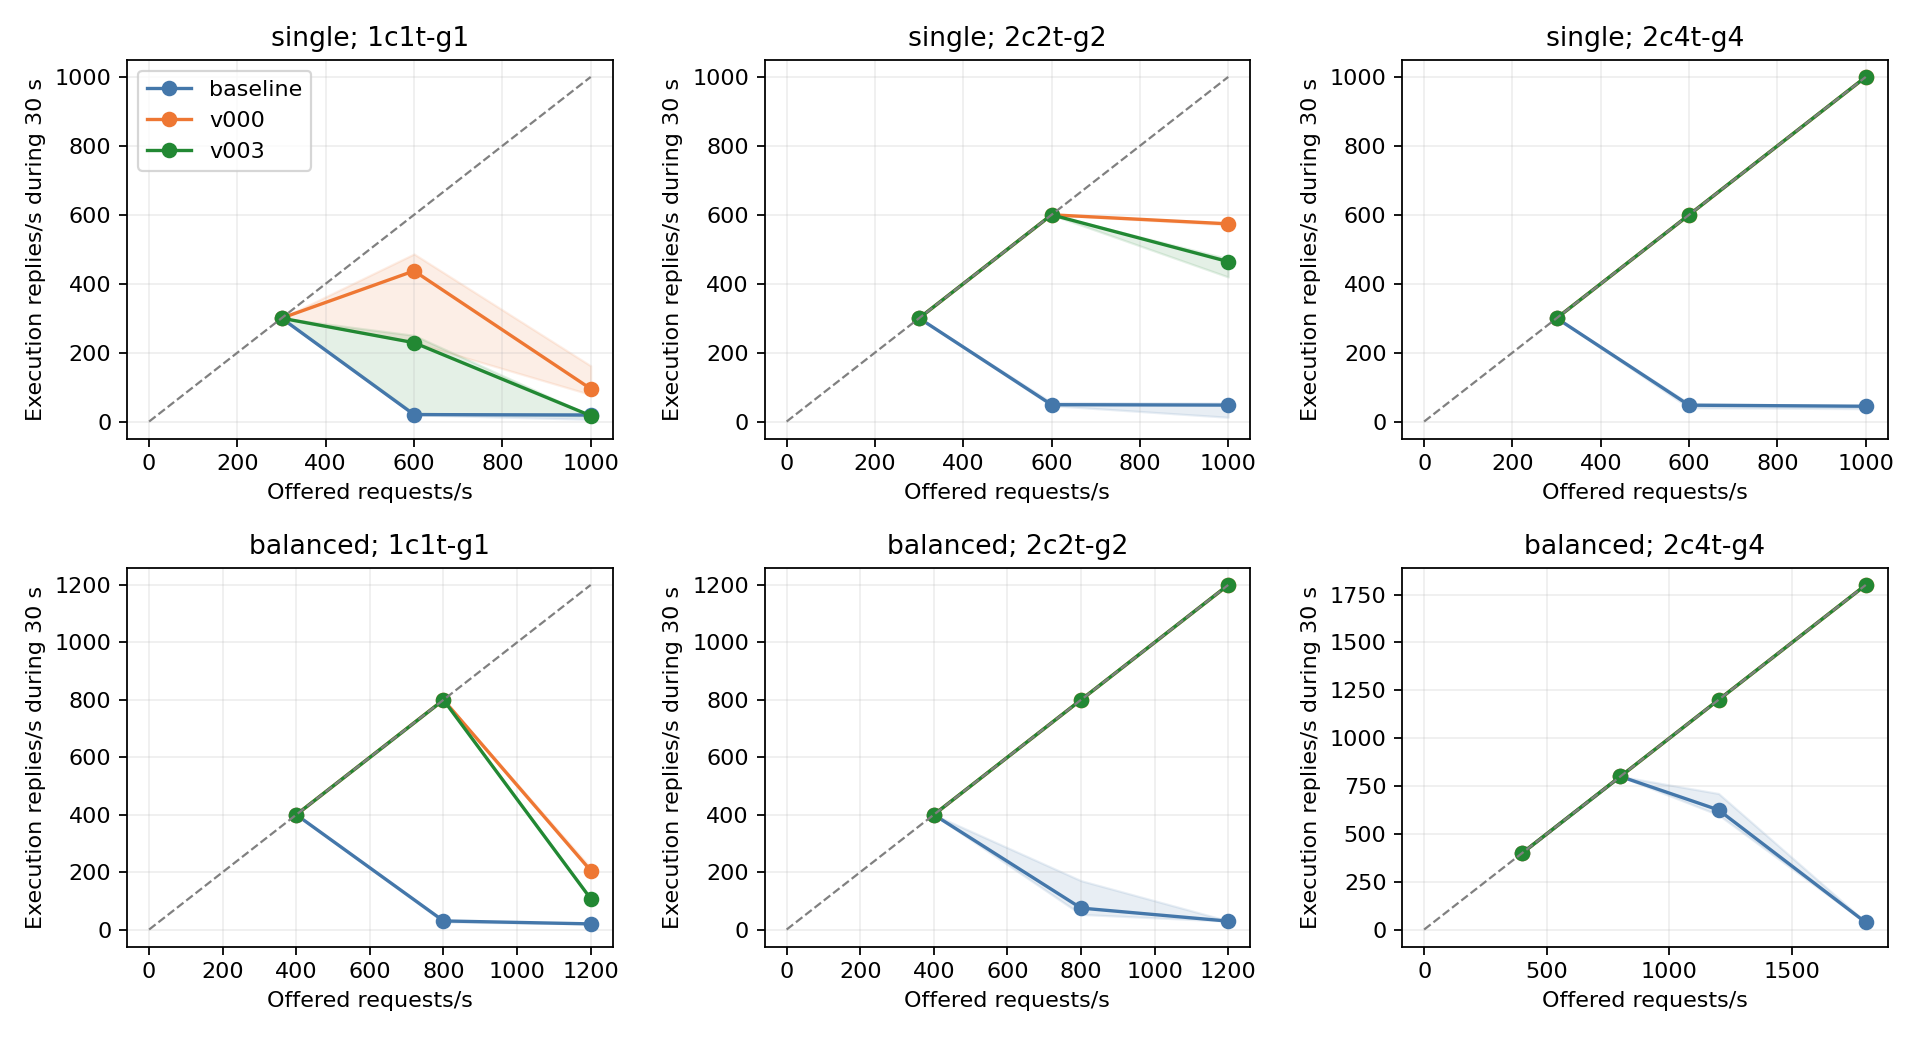 single; 1c1t-g1
Execution replies/s during 30 s
1000
800
600
400
200
0
baseline
v000
v003
0 200 400 600 800 1000
Offered requests/s
single; 2c2t-g2
Execution replies/s during 30 s
1000
800
600
400
200
0
0 200 400 600 800 1000
Offered requests/s
single; 2c4t-g4
Execution replies/s during 30 s
1000
800
600
400
200
0
0 200 400 600 800 1000
Offered requests/s
balanced; 1c1t-g1
Execution replies/s during 30 s
1200
1000
800
600
400
200
0
0 200 400 600 800 1000 1200
Offered requests/s
balanced; 2c2t-g2
Execution replies/s during 30 s
1200
1000
800
600
400
200
0
0 200 400 600 800 1000 1200
Offered requests/s
balanced; 2c4t-g4
Execution replies/s during 30 s
1750
1500
1250
1000
750
500
250
0
0 500 1000 1500
Offered requests/s